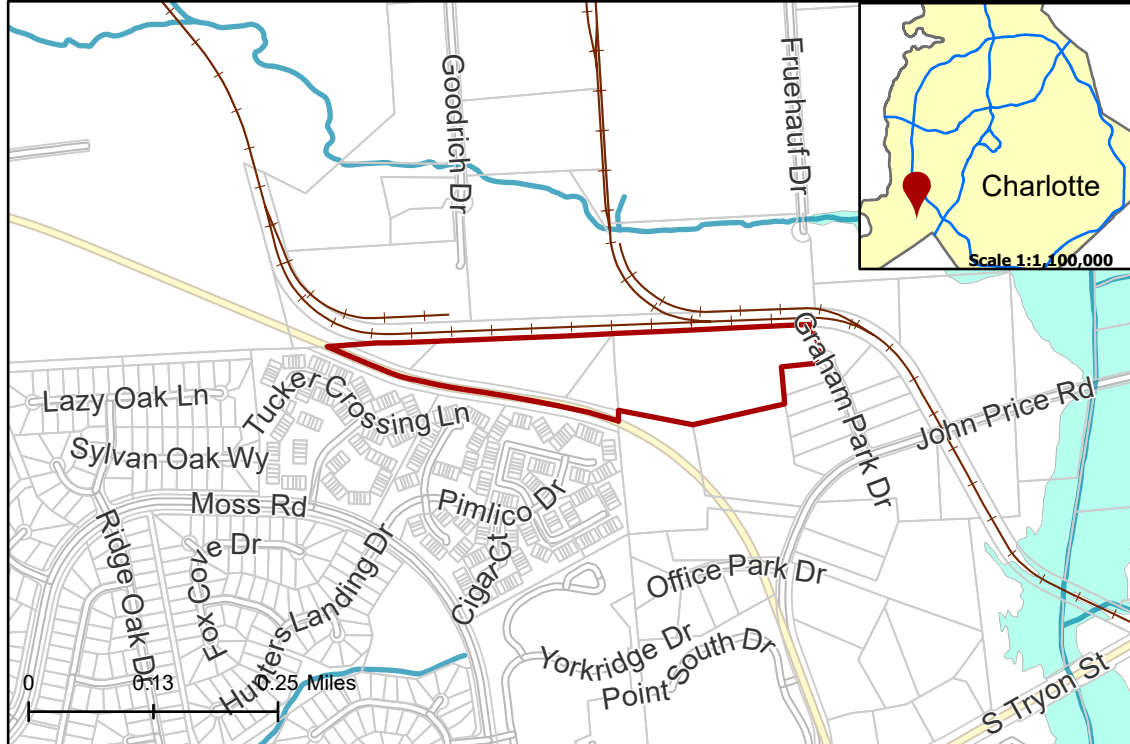 Goodrich Dr
Fruehauf Dr
Charlotte
Scale 1:1,100,000
Graham Park Dr
John Price Rd
Lazy Oak Ln
Tucker Crossing Ln
Sylvan Oak Wy
Moss Rd
Pimlico Dr
Ridge Oak Dr
Fox Cove Dr
Hunters Landing Dr
Cigar Ct
Office Park Dr
Yorkridge Dr
South Dr
Point
S Tryon St
0 0.13 0.25 Miles